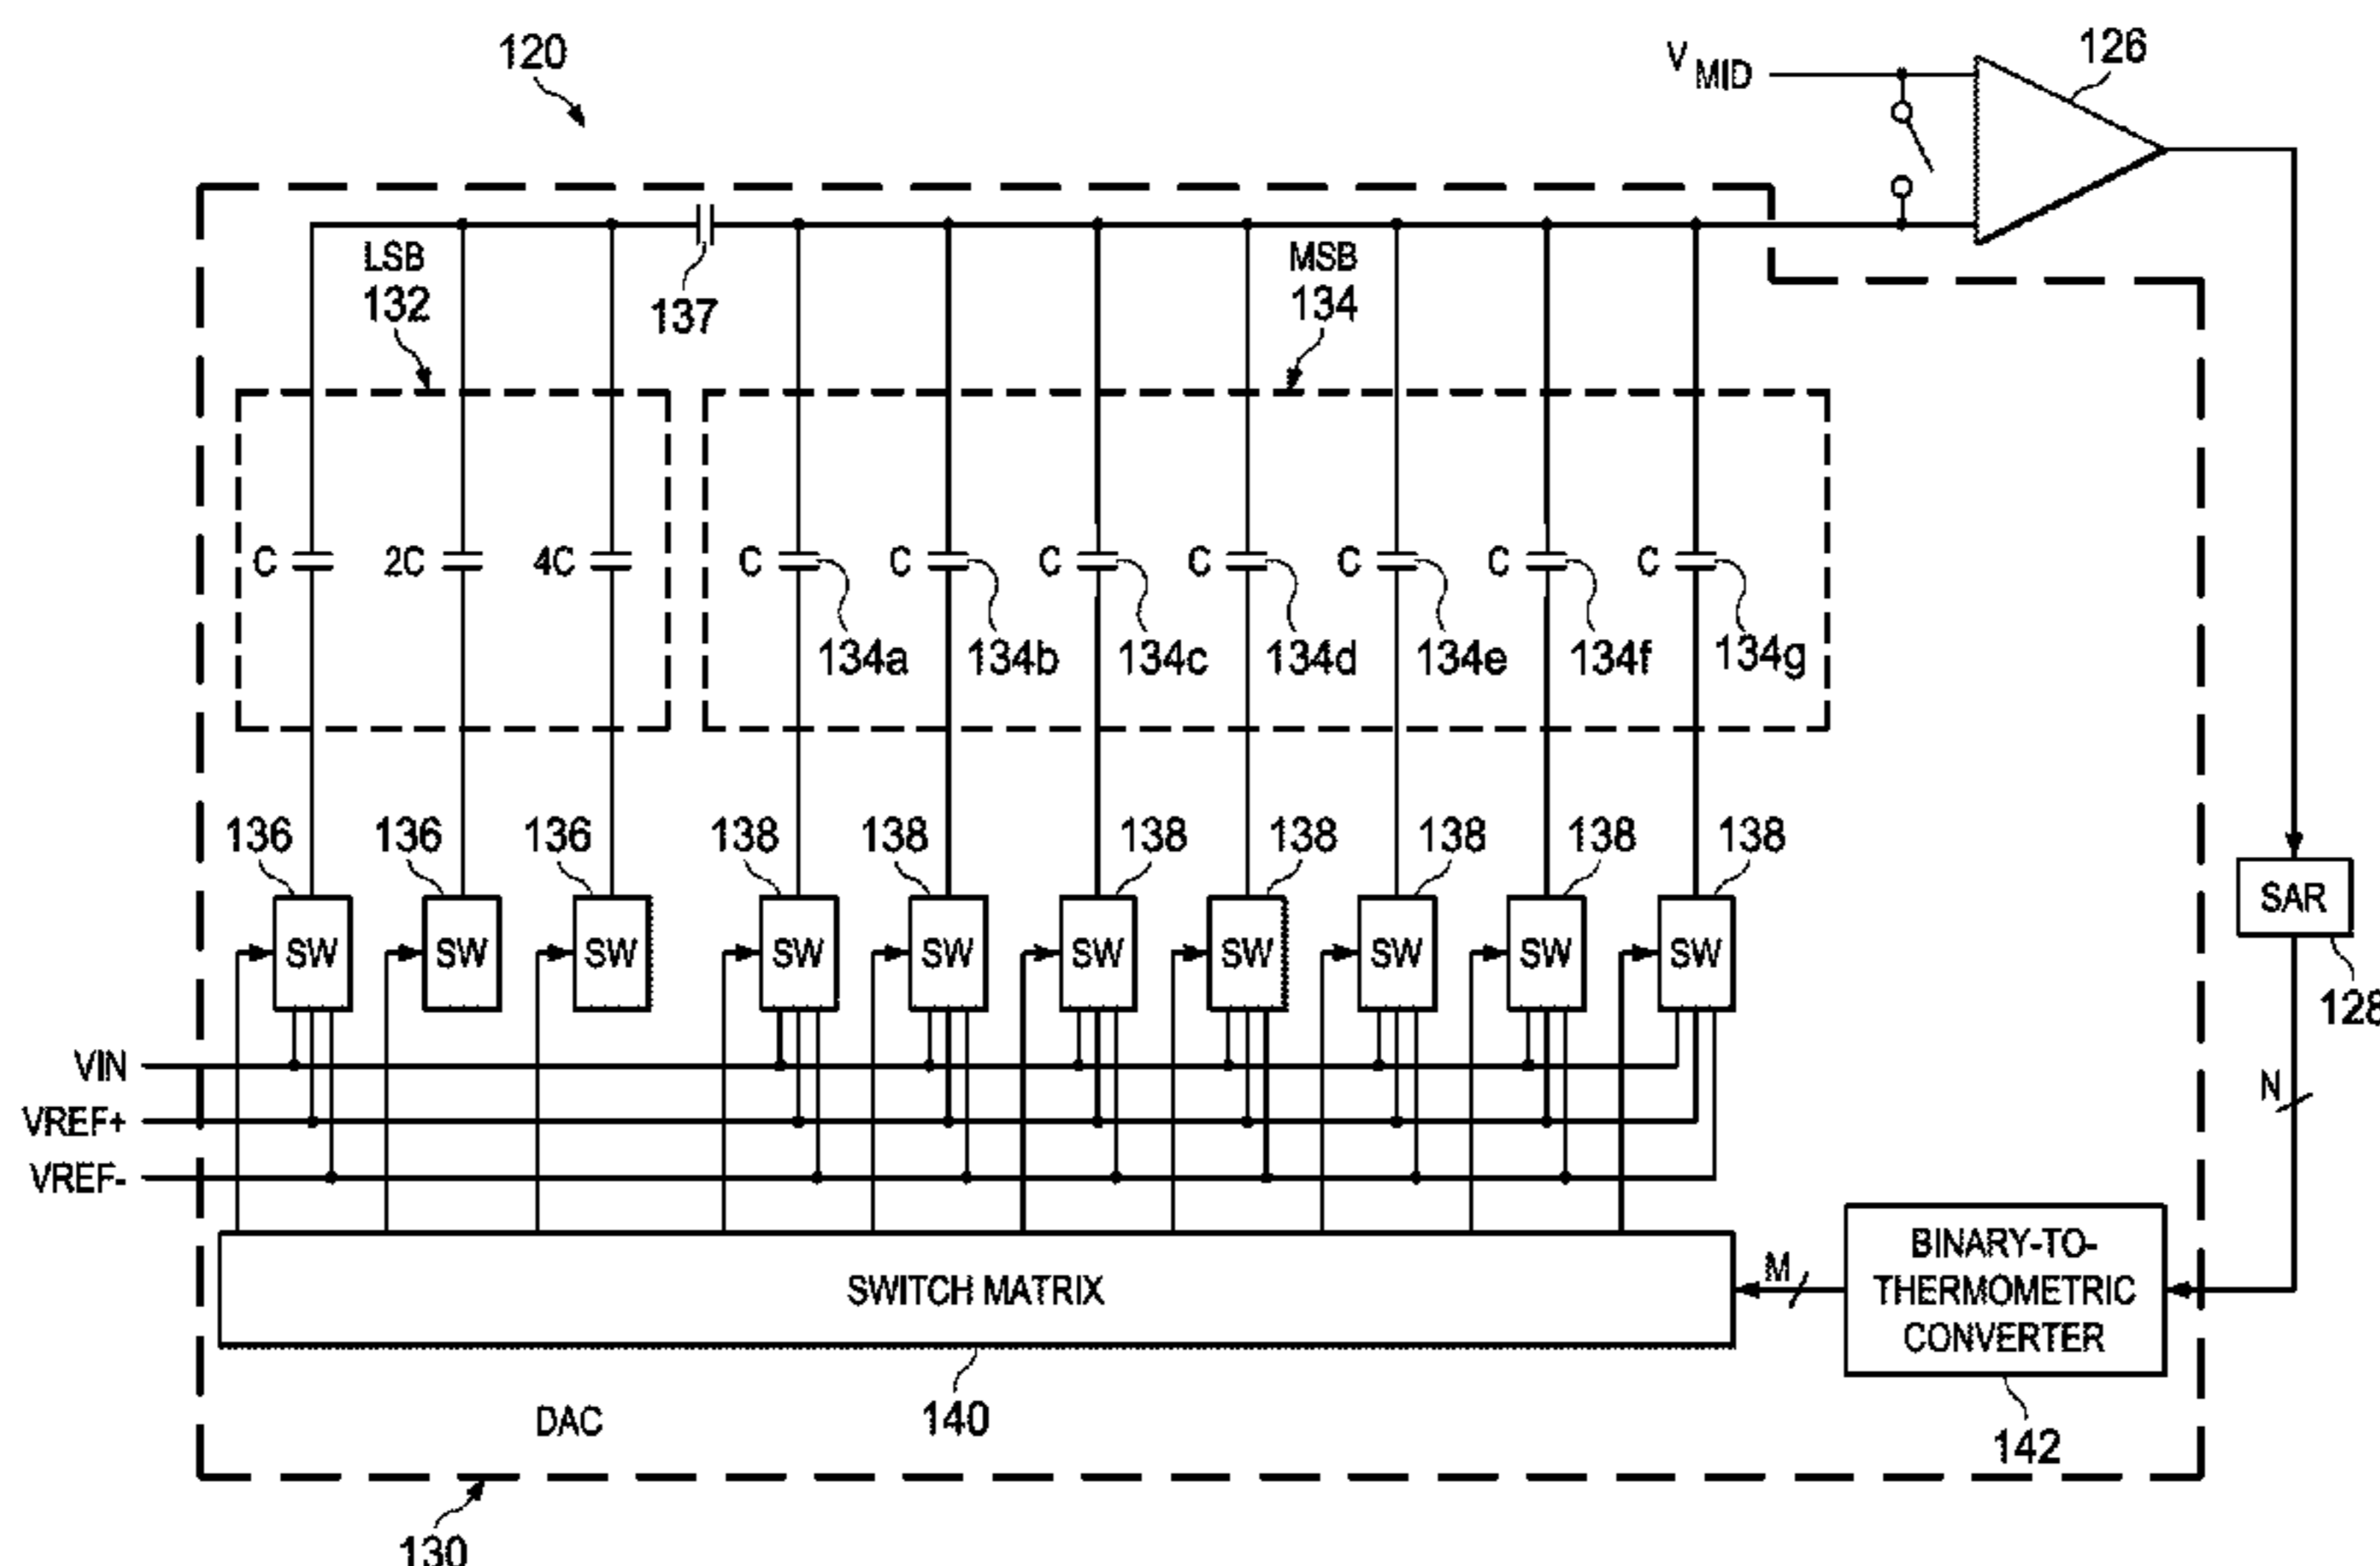 120
V MID
126
LSB
132
137
MSB
134
C
2C
4C
C
C
C
C
C
C
C
134a
134b
134c
134d
134e
134f
134g
136
136
136
138
138
138
138
138
138
138
SW
SW
SW
SW
SW
SW
SW
SW
SW
SW
SAR
128
VIN
VREF+
VREF-
N
SWITCH MATRIX
M
BINARY-TO-
THERMOMETRIC
CONVERTER
140
142
DAC
130